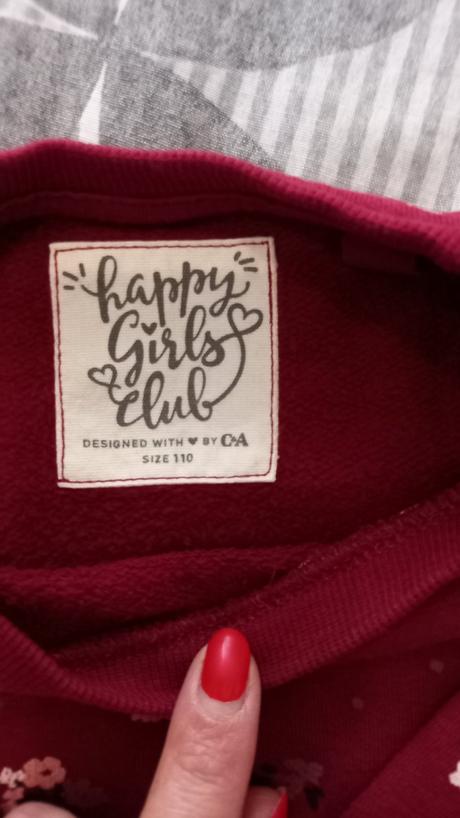 happy
Girls
club
DESIGNED WITH ♥ BY C&A
SIZE 110